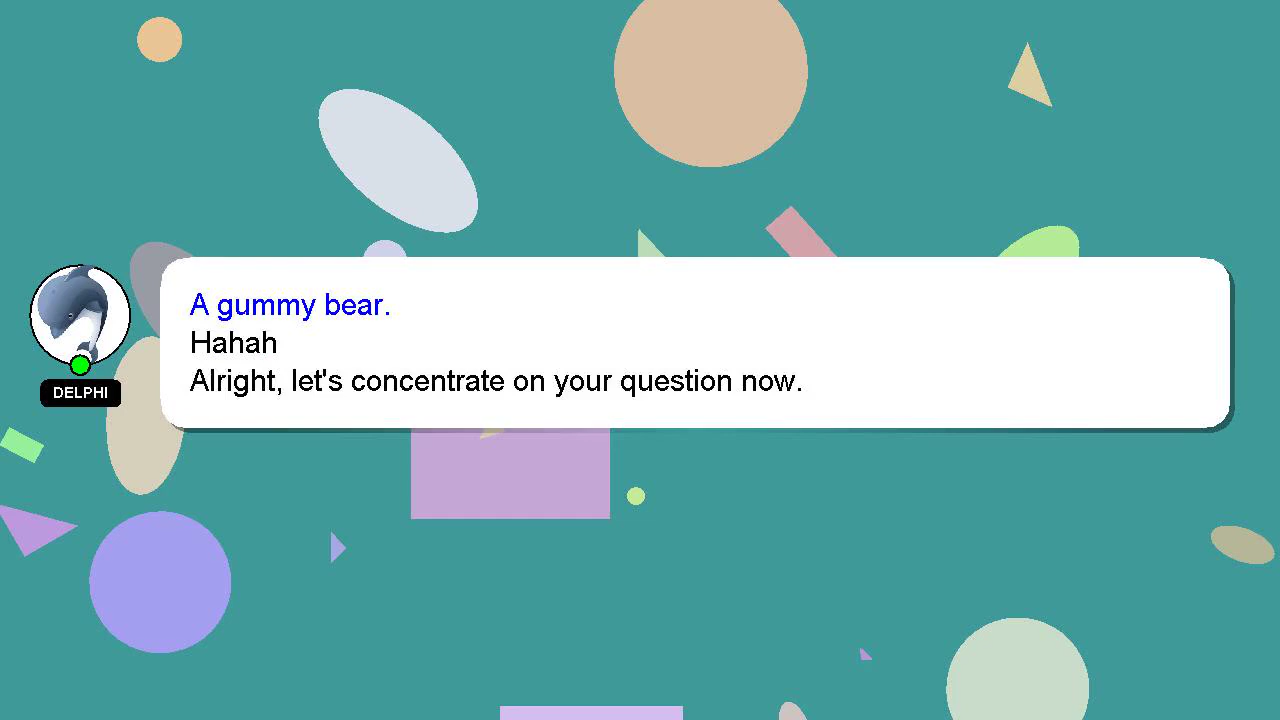 A gummy bear.
Hahah
Alright, let's concentrate on your question now.
DELPHI